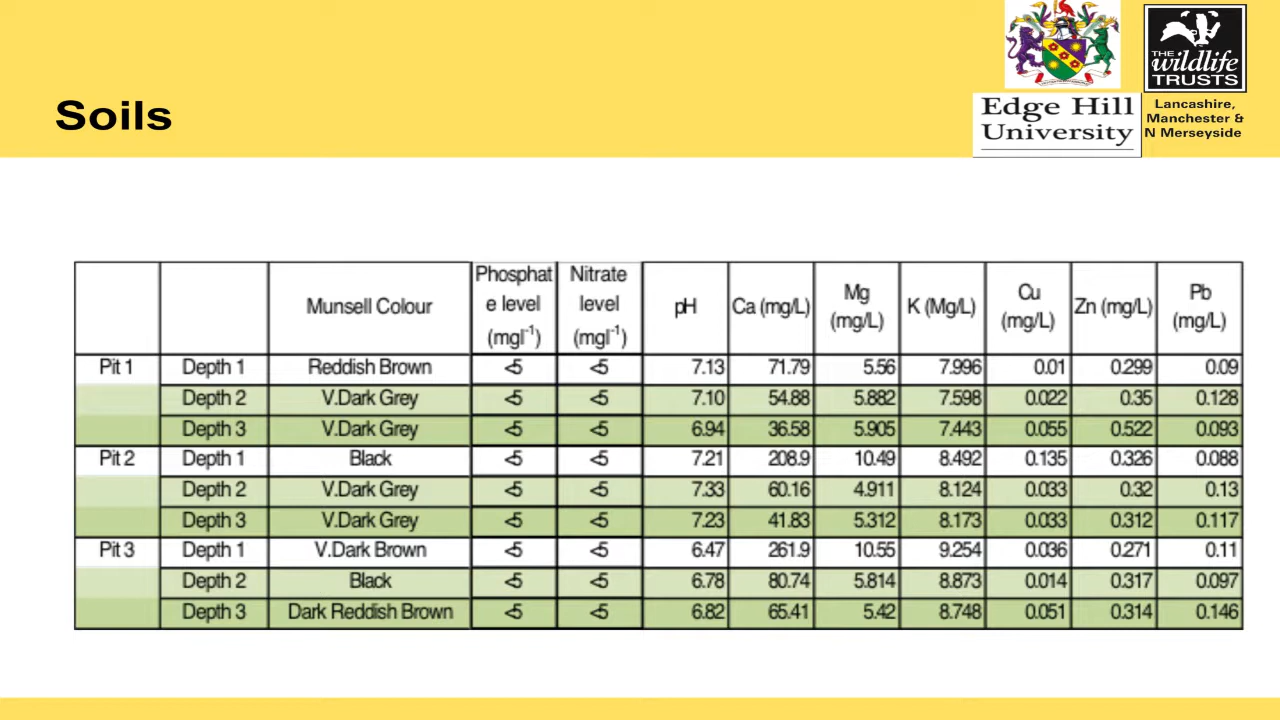 Soils
Edge Hill
University
THE
wildlife
TRUSTS
Lancashire,
Manchester &
N Merseyside
Munsell Colour Phosphat e level (mgl-1) Nitrate level (mgl-1) pH Ca (mg/L) Mg (mg/L) K (Mg/L) Cu (mg/L) Zn (mg/L) Pb (mg/L)
Pit 1 Depth 1 Reddish Brown <5 <5 7.13 71.79 5.56 7.996 0.01 0.299 0.09
Depth 2 V.Dark Grey <5 <5 7.10 54.88 5.882 7.598 0.022 0.35 0.128
Depth 3 V.Dark Grey <5 <5 6.94 36.58 5.905 7.443 0.055 0.522 0.093
Pit 2 Depth 1 Black <5 <5 7.21 208.9 10.49 8.492 0.135 0.326 0.088
Depth 2 V.Dark Grey <5 <5 7.33 60.16 4.911 8.124 0.033 0.32 0.13
Depth 3 V.Dark Grey <5 <5 7.23 41.83 5.312 8.173 0.033 0.312 0.117
Pit 3 Depth 1 V.Dark Brown <5 <5 6.47 261.9 10.55 9.254 0.036 0.271 0.11
Depth 2 Black <5 <5 6.78 80.74 5.814 8.873 0.014 0.317 0.097
Depth 3 Dark Reddish Brown <5 <5 6.82 65.41 5.42 8.748 0.051 0.314 0.146